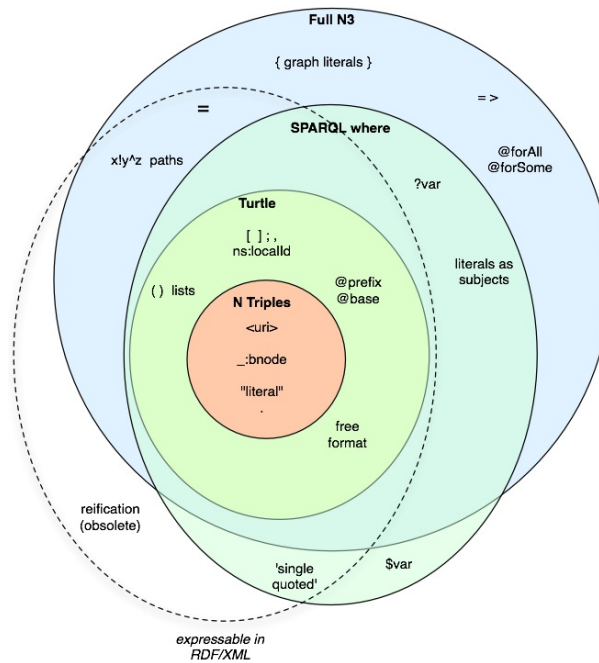 Full N3
{ graph literals }
= >
=
SPARQL where
x!y^z paths
@forAll
@forSome
?var
Turtle
[ ] ; ,
ns:localId
literals as
subjects
( ) lists
@prefix
@base
N Triples
<uri>
_:bnode
"literal"
.
free
format
reification
(obsolete)
'single
quoted'
$var
expressable in
RDF/XML